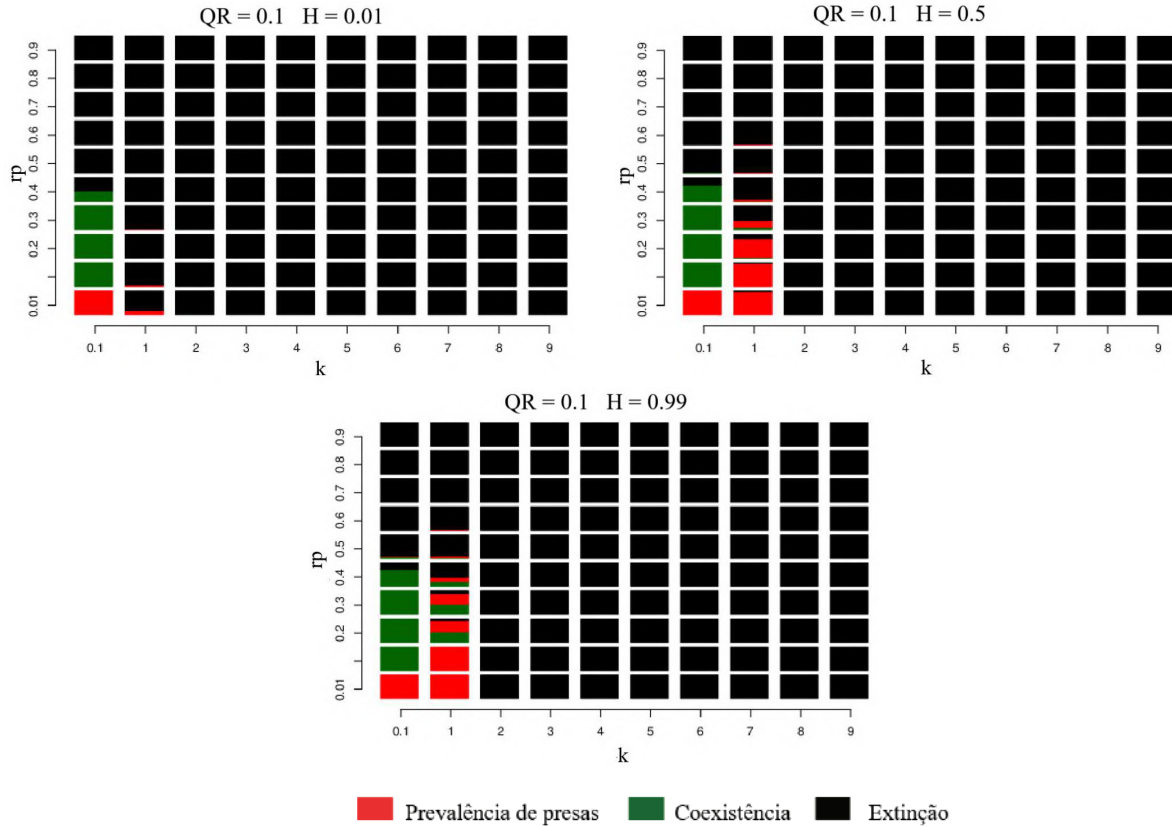 QR = 0.1 H = 0.01
rp
0.9
0.8
0.7
0.6
0.5
0.4
0.3
0.2
0.01
0.1 1 2 3 4 5 6 7 8 9
k
QR = 0.1 H = 0.5
rp
0.9
0.8
0.7
0.6
0.5
0.4
0.3
0.2
0.01
0.1 1 2 3 4 5 6 7 8 9
k
QR = 0.1 H = 0.99
rp
0.9
0.8
0.7
0.6
0.5
0.4
0.3
0.2
0.01
0.1 1 2 3 4 5 6 7 8 9
k
Prevalência de presas Coexistência Extinção